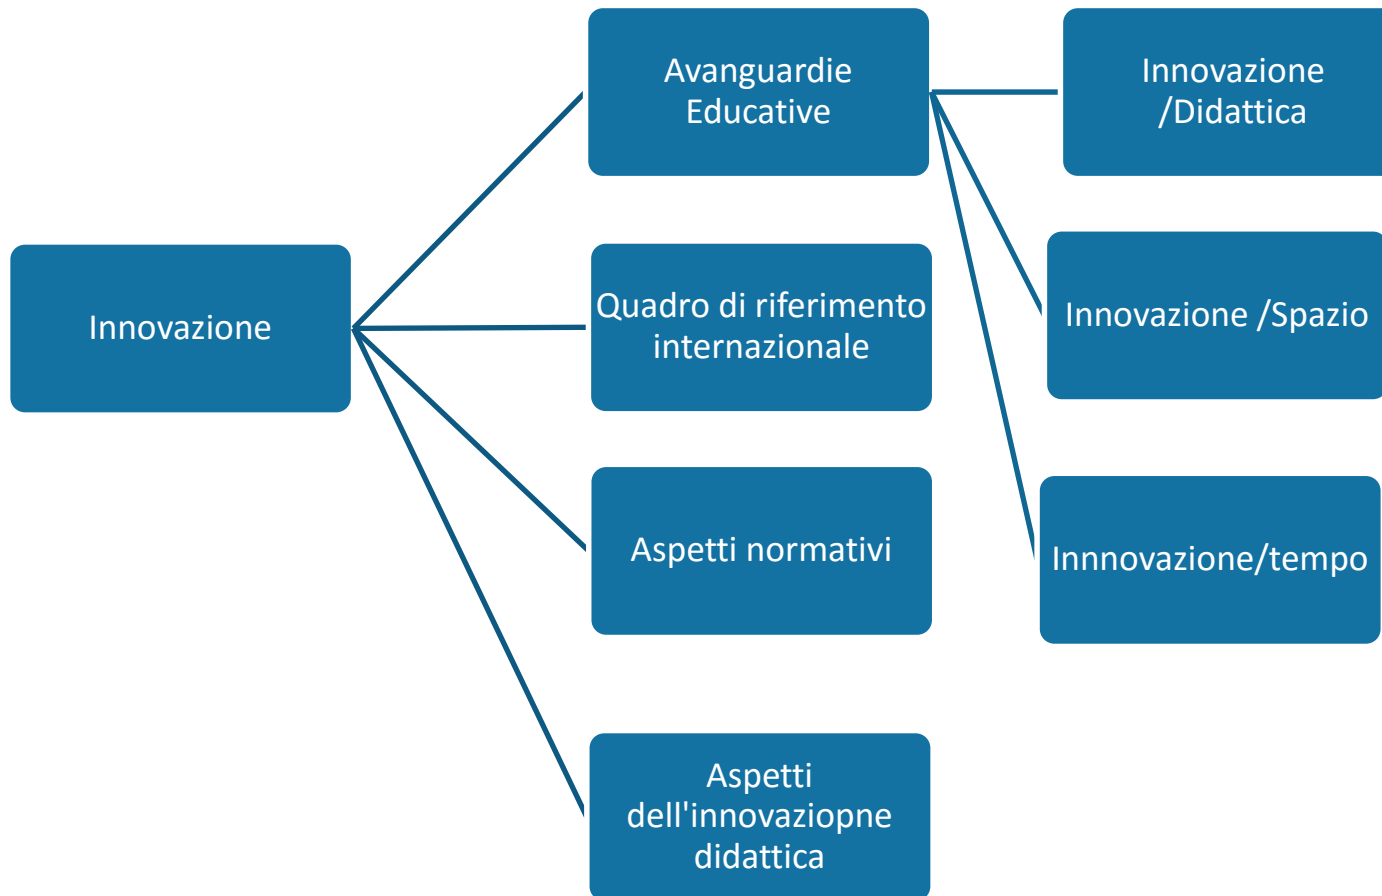 Innovazione
Avanguardie
Educative
Quadro di riferimento
internazionale
Aspetti normativi
Aspetti
dell'innovaziopne
didattica
Innovazione
/Didattica
Innovazione /Spazio
Innnovazione/tempo